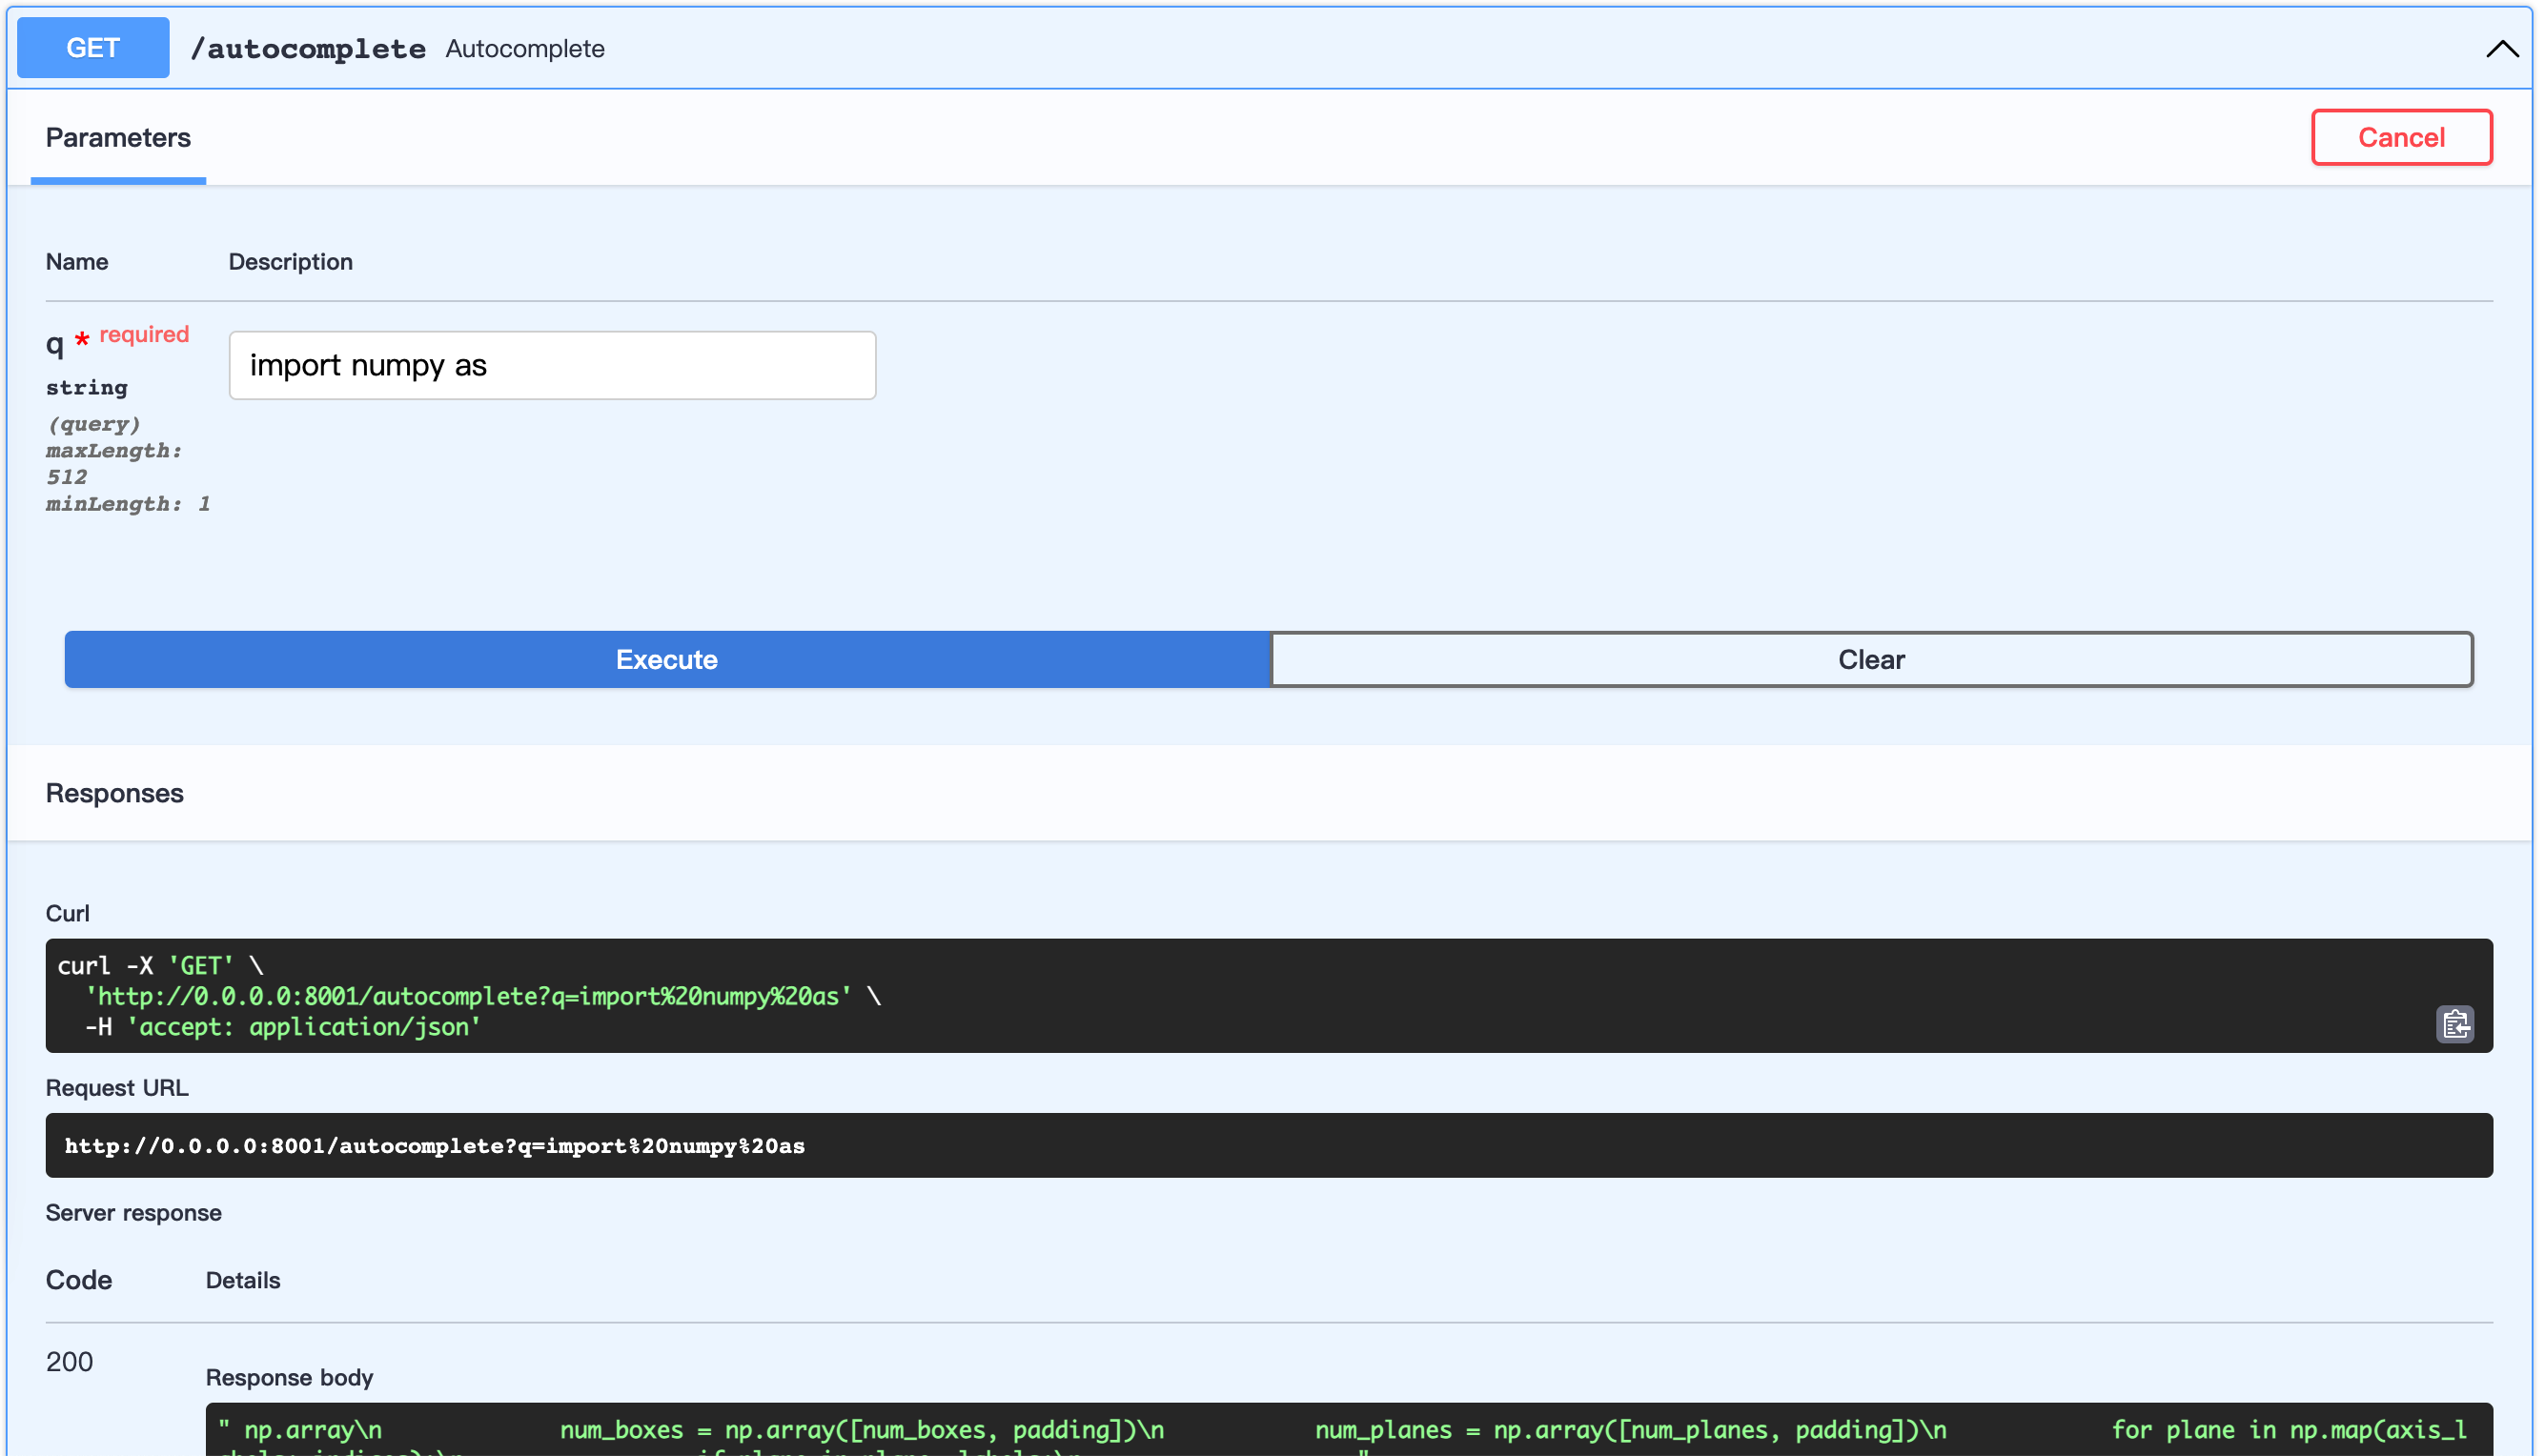 GET /autocomplete Autocomplete
Parameters
Cancel
Name Description
q * required
import numpy as
string
(query)
maxLength:
512
minLength: 1
Execute
Clear
Responses
Curl
curl -X 'GET' \
'http://0.0.0.0:8001/autocomplete?q=import%20numpy%20as' \
-H 'accept: application/json'
Request URL
http://0.0.0.0:8001/autocomplete?q=import%20numpy%20as
Server response
Code Details
200
Response body
" np.array\n num_boxes = np.array([num_boxes, padding])\n num_planes = np.array([num_planes, padding])\n for plane in np.map(axis_l